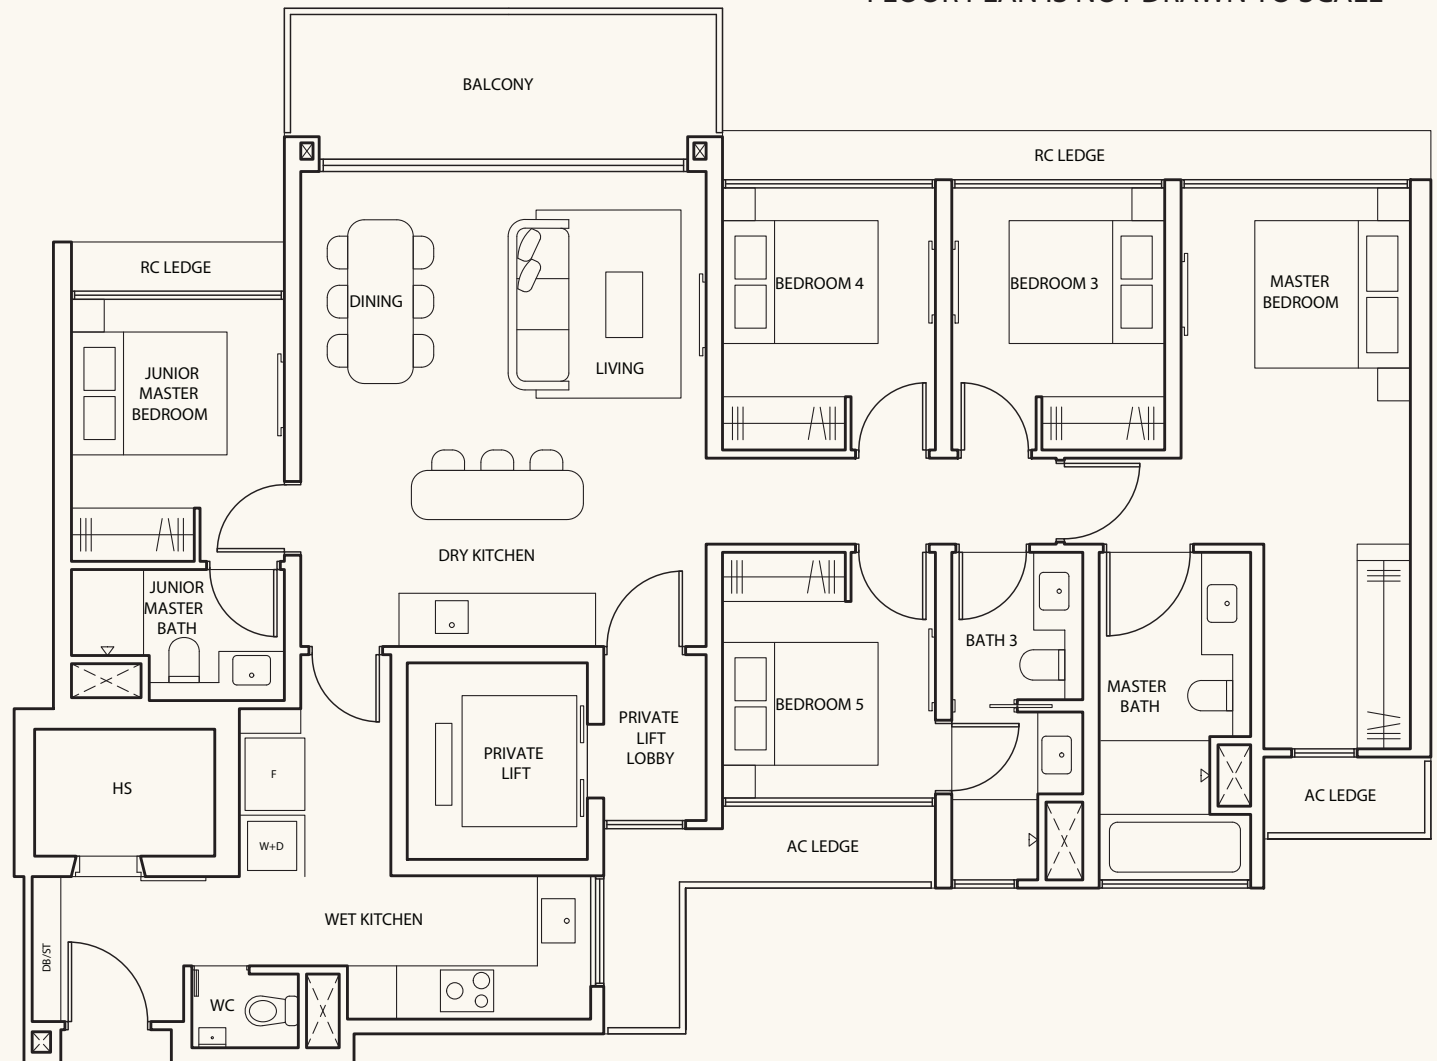 FLOOR PLAN IS NOT DRAWN TO SCALE
BALCONY
RC LEDGE
RC LEDGE
DINING
LIVING
BEDROOM 4
BEDROOM 3
MASTER
BEDROOM
JUNIOR
MASTER
BEDROOM
DRY KITCHEN
JUNIOR
MASTER
BATH
BATH 3
MASTER
BATH
BEDROOM 5
PRIVATE
LIFT
LOBBY
PRIVATE
LIFT
HS
F
W+D
AC LEDGE
AC LEDGE
WET KITCHEN
DB/ST
WC